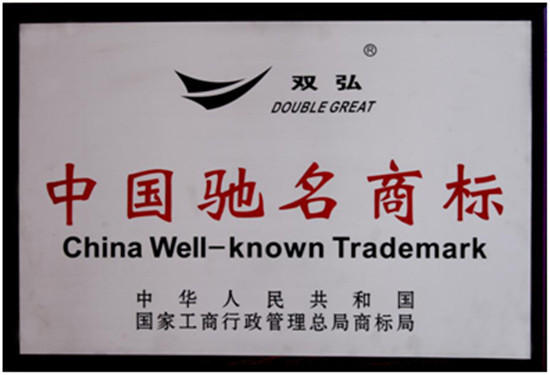 ®
双弘
DOUBLE GREAT
中国驰名商标
China Well-known Trademark
中华人民共和国
国家工商行政管理总局商标局